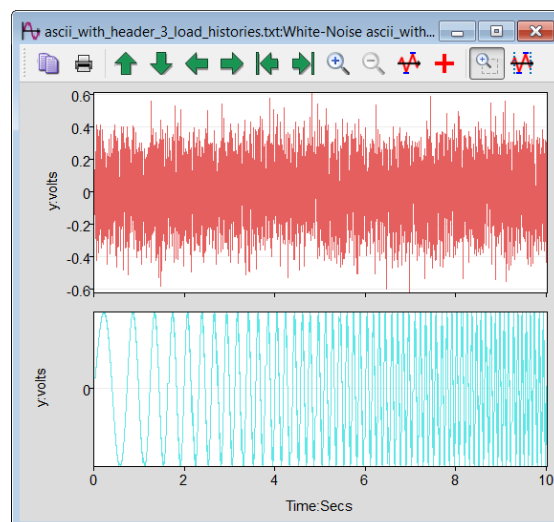 ascii_with_header_3_load_histories.txt:White-Noise ascii_with...
0.6
0.4
0.2
0
-0.2
-0.4
-0.6
y:volts
0
y:volts
0 2 4 6 8 10
Time:Secs